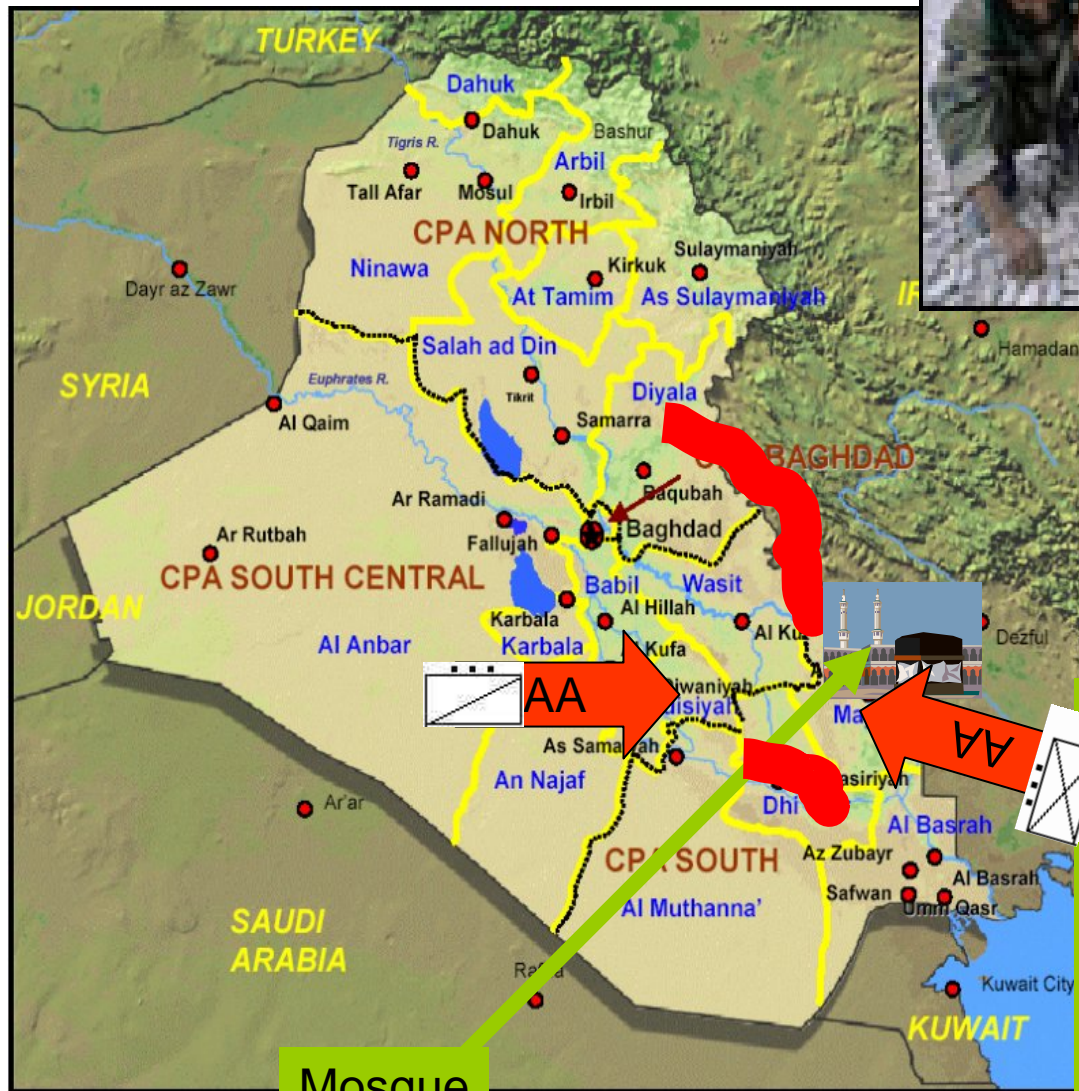 TURKEY
Dahuk
Dahuk
Bashur
Tigris R.
Arbil
Tall Afar
Mosul
Irbil
CPA NORTH
Sulaymaniyah
Ninawa
Kirkuk
Dayr az Zawr
At Tamim
As Sulaymaniyah
Hamadan
Salah ad Din
SYRIA
Euphrates R.
Diyala
Tikrit
Al Qaim
Samarra
BAGHDAD
Baqubah
Ar Ramadi
Ar Rutbah
Fallujah
Baghdad
CPA SOUTH CENTRAL
Babil
Wasit
JORDAN
Karbala
Al Hillah
Al Ku
Dezful
Al Anbar
Karbala
Kufa
AA
Diwaniyah
disiyah
Ma
AA
As Samawah
An Najaf
asiriyah
Ar'ar
Dhi
Al Basrah
CPA SOUTH
Az Zubayr
Al Basrah
Safwan
Umm Qasr
Al Muthanna'
SAUDI
ARABIA
Kuwait City
KUWAIT
Mosque